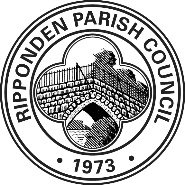 RIPPONDEN PARISH COUNCIL
• 1973 •